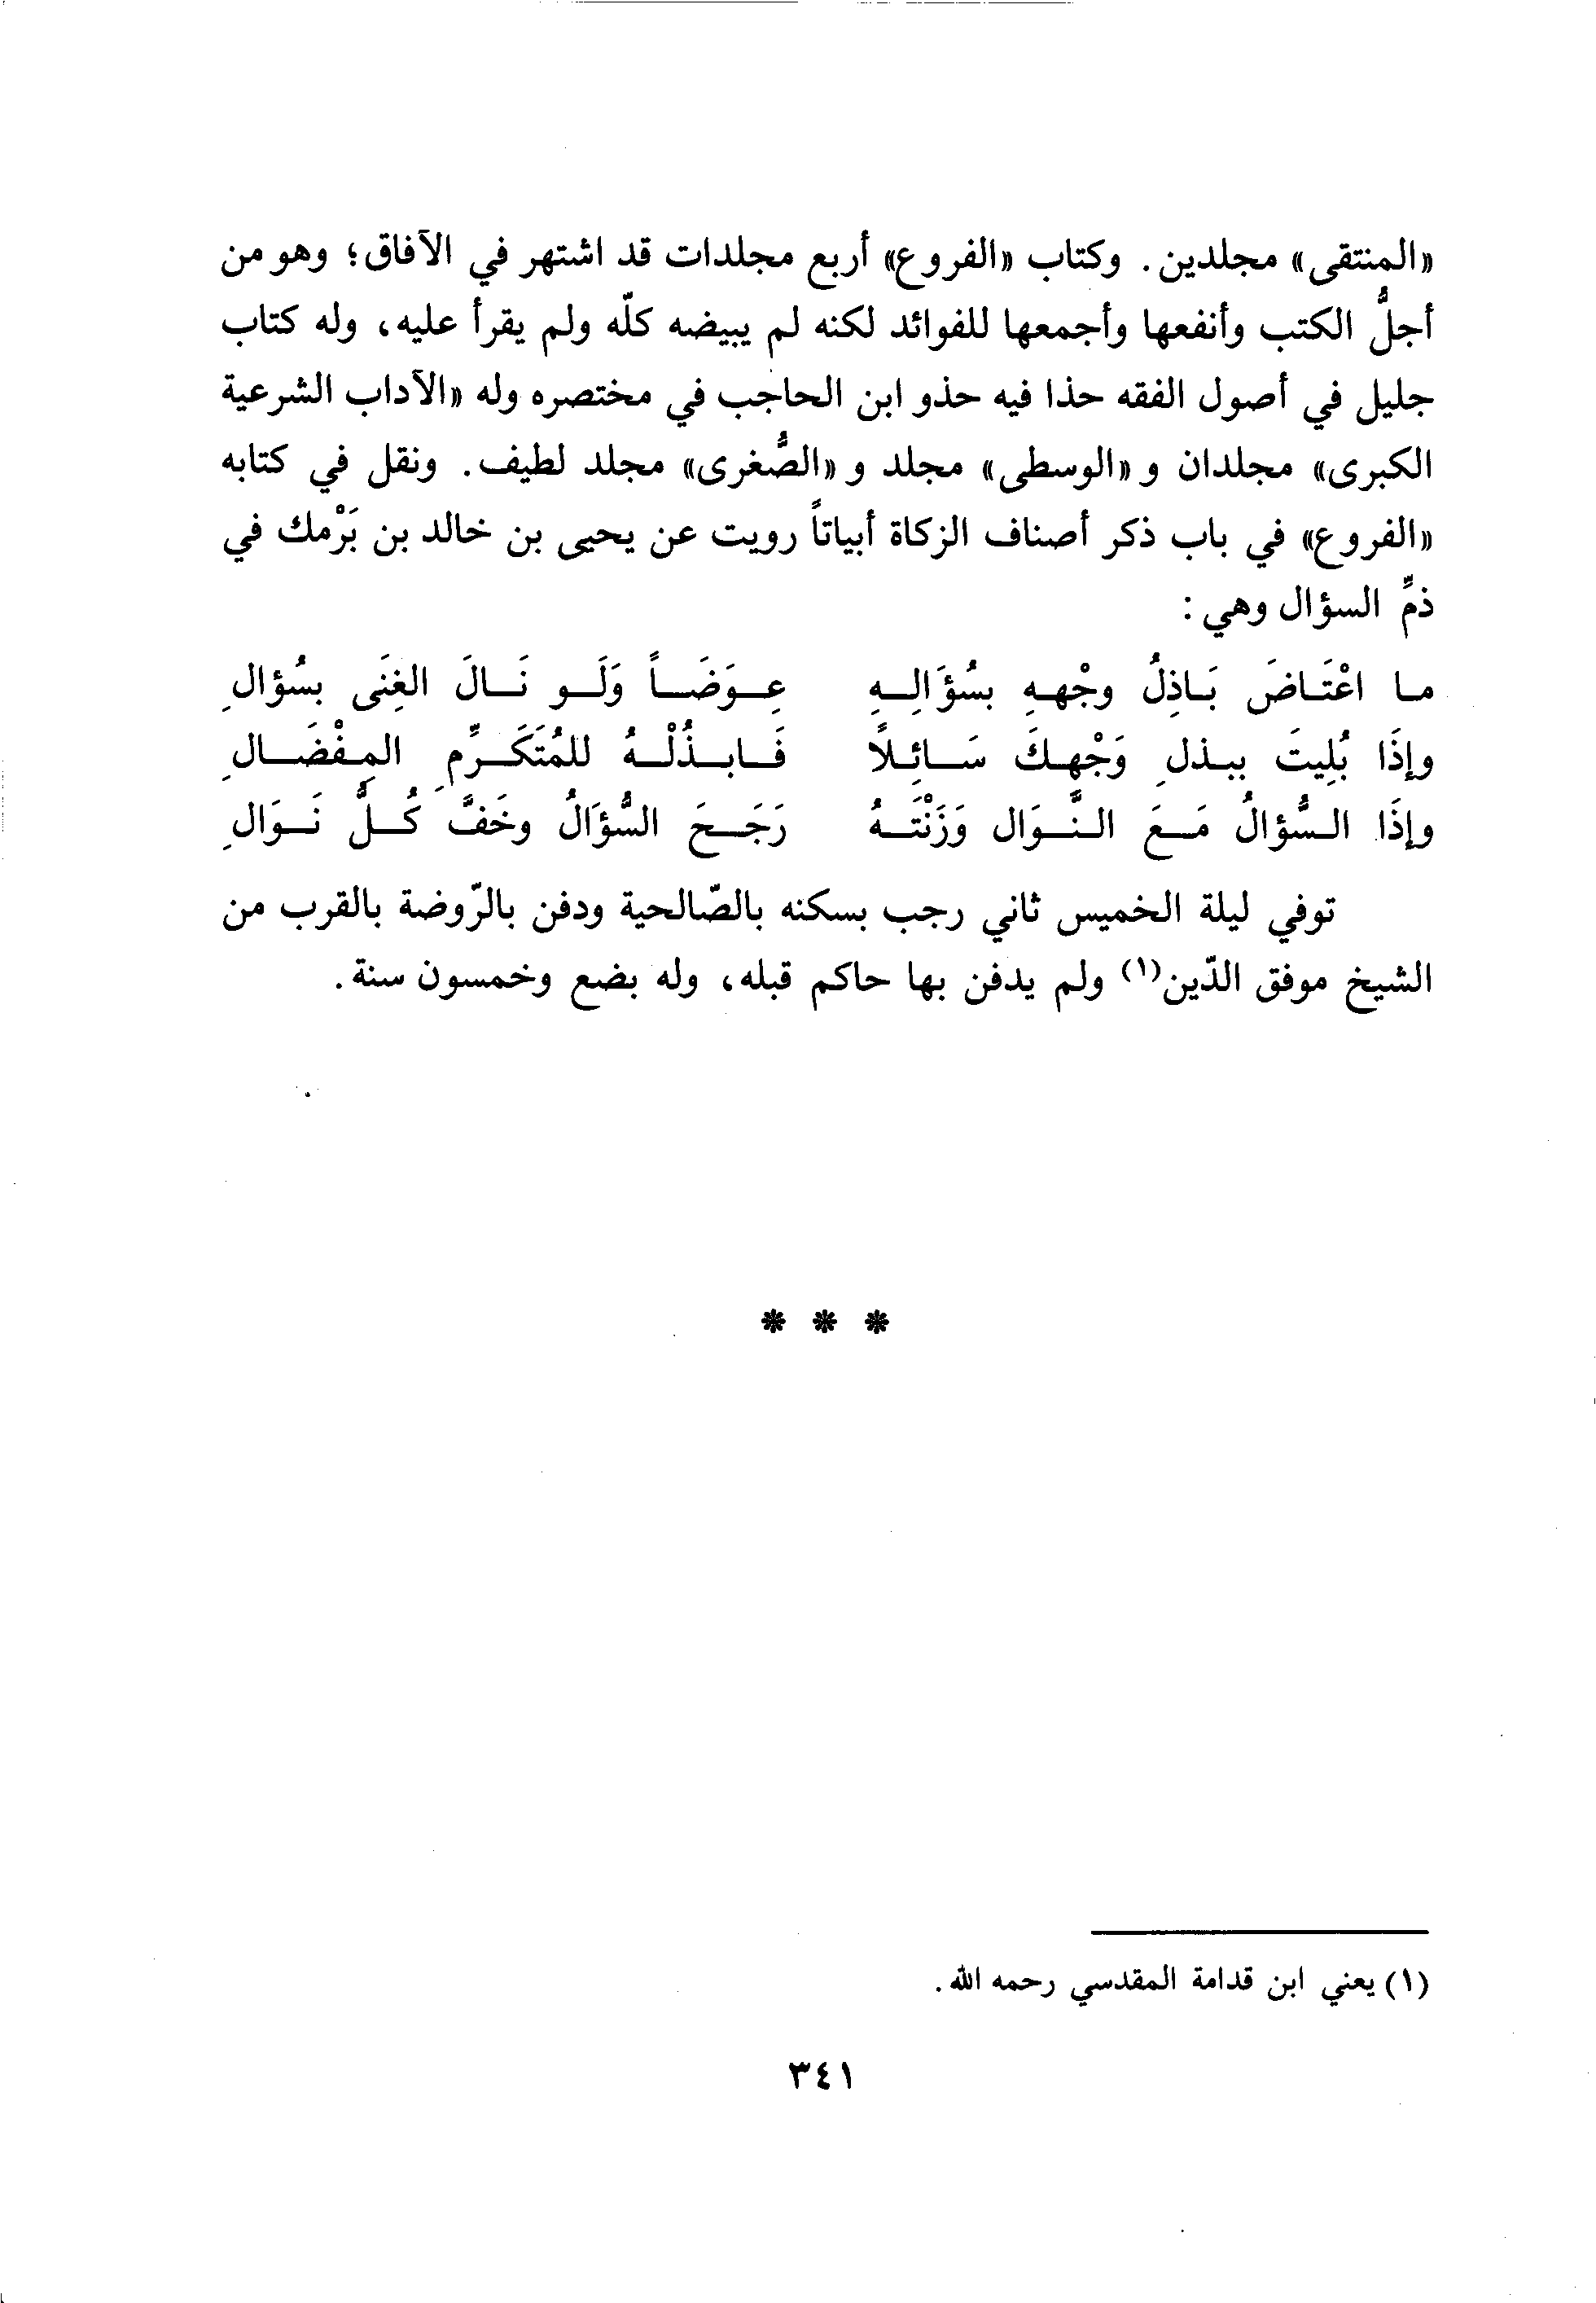 «المنتقى» مجلدين. وكتاب «الفروع» أربع مجلدات قد اشتهر في الآفاق؛ وهو من
أجلُّ الكتب وأنفعها وأجمعها للفوائد لكنه لم يبيضه كلّه ولم يقرأ عليه، وله كتاب
جليل في أصول الفقه حذا فيه حذو ابن الحاجب في مختصره وله «الآداب الشرعية
الكبرى» مجلدان و «الوسطى» مجلد و «الصُّغرى» مجلد لطيف. ونقل في كتابه
«الفروع» في باب ذكر أصناف الزكاة أبياتاً رويت عن يحيى بن خالد بن بَرْمك في
ذمِّ السؤال وهي:
ما اعْتَاضَ بَاذِلُ وجْههِ بسُؤَالِهِ عِوَضَاً وَلَو نَالَ الغِنَى بسُؤالِ
وإذَا بُلِيتَ ببذلِ وَجْهِكَ سَائِلاً فَابذُلْهُ للمُتَكَرِّمِ المِفْضَالِ
وإذَا السُّؤالُ مَعَ النَّوَال وَزَنْتَهُ رَجَحَ السُّؤَالُ وخَفَّ كُلُّ نَوَالِ
توفي ليلة الخميس ثاني رجب بسكنه بالصّالحية ودفن بالرّوضة بالقرب من
الشيخ موفق الدّين(١) ولم يدفن بها حاكم قبله، وله بضع وخمسون سنة.
* * *
(١) يعني ابن قدامة المقدسي رحمه الله.
٣٤١